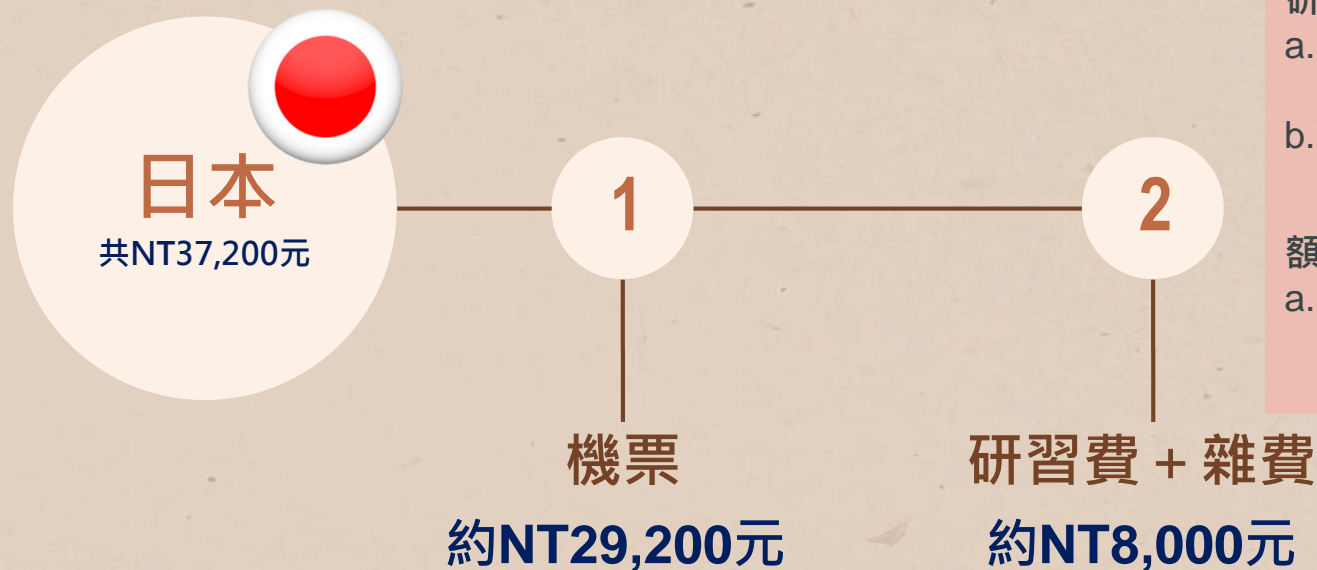 日本
共NT37,200元
1
2
機票
約NT29,200元
研習費 + 雜費
約NT8,000元
a.
b.
額
a.